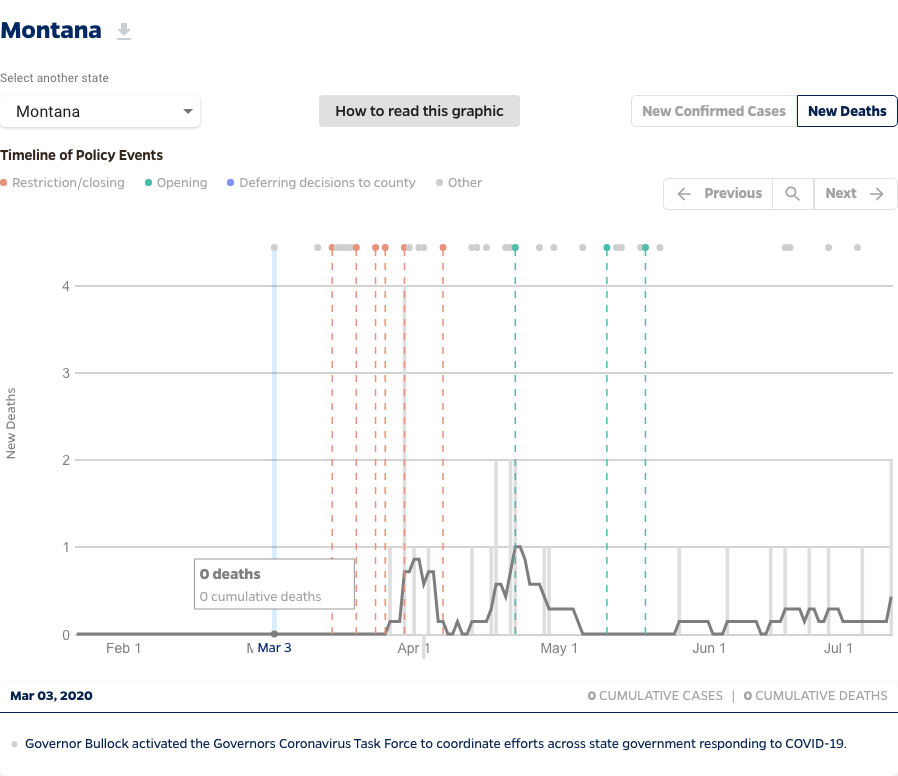 Montana
Select another state
Montana
How to read this graphic
New Confirmed Cases
New Deaths
Timeline of Policy Events
Restriction/closing
Opening
Deferring decisions to county
Other
Previous
Next
4
3
2
1
0
New Deaths
0 deaths
0 cumulative deaths
Feb 1
Mar 3
Apr 1
May 1
Jun 1
Jul 1
Mar 03, 2020
0 CUMULATIVE CASES | 0 CUMULATIVE DEATHS
Governor Bullock activated the Governors Coronavirus Task Force to coordinate efforts across state government responding to COVID-19.